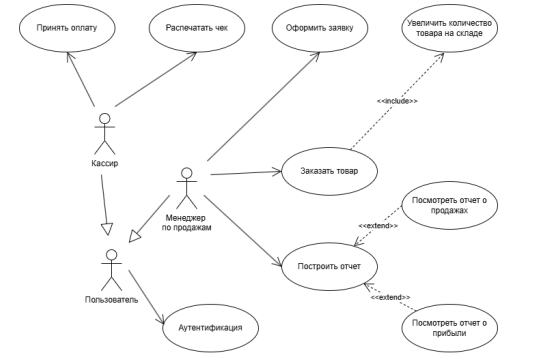 Принять оплату
Распечатать чек
Оформить заявку
Увеличить количество
товара на складе
<<include>>
Кассир
Заказать товар
Менеджер
по продажам
Посмотреть отчет о
продажах
<<extend>>
Построить отчет
<<extend>>
Пользователь
Аутентификация
Посмотреть отчет о
прибыли